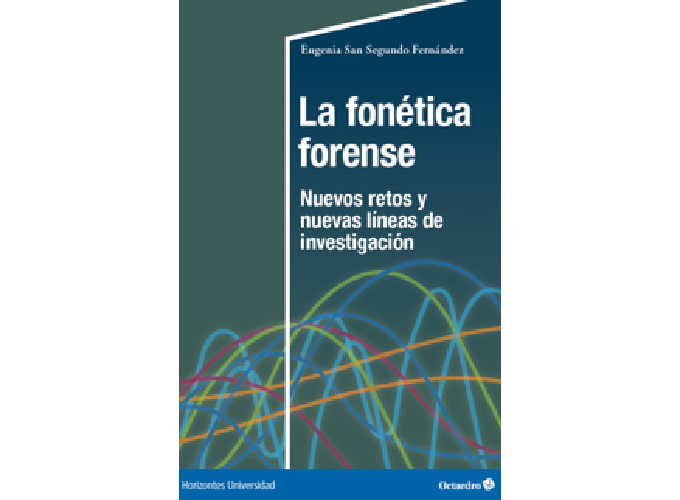 Eugenia San Segundo Fernández
La fonética
forense
Nuevos retos y
nuevas líneas de
investigación
Horizontes Universidad
Octaedro